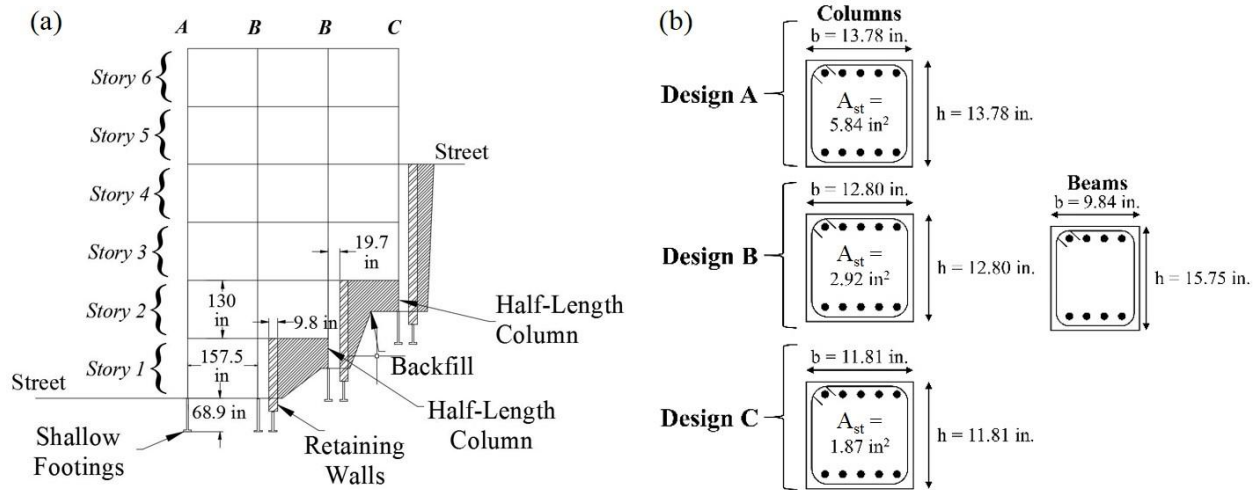 (a)
A B B C
Story 6
Story 5
Story 4
Story 3
Story 2
Story 1
Street
19.7
in
130
in
9.8 in
Half-Length
Column
157.5
in
Backfill
Street
68.9 in
Half-Length
Column
Shallow
Footings
Retaining
Walls
(b)
Columns
b = 13.78 in.
Design A
A_st =
5.84 in²
h = 13.78 in.
b = 12.80 in.
Design B
A_st =
2.92 in²
h = 12.80 in.
Beams
b = 9.84 in.
h = 15.75 in.
b = 11.81 in.
Design C
A_st =
1.87 in²
h = 11.81 in.